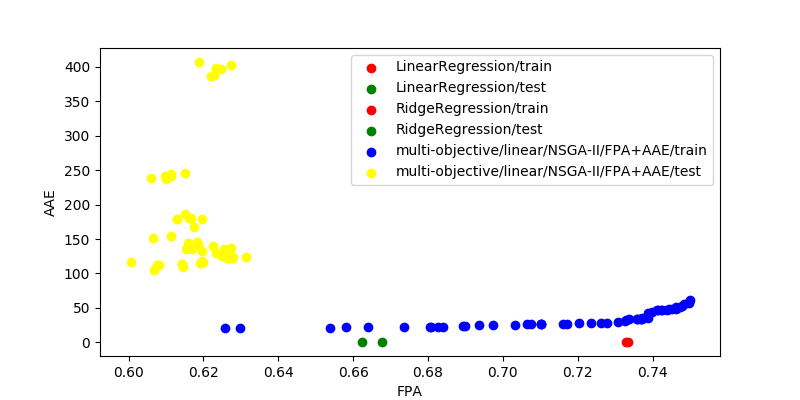 LinearRegression/train
LinearRegression/test
RidgeRegression/train
RidgeRegression/test
multi-objective/linear/NSGA-II/FPA+AAE/train
multi-objective/linear/NSGA-II/FPA+AAE/test
AAE
400
350
300
250
200
150
100
50
0
0.60 0.62 0.64 0.66 0.68 0.70 0.72 0.74
FPA